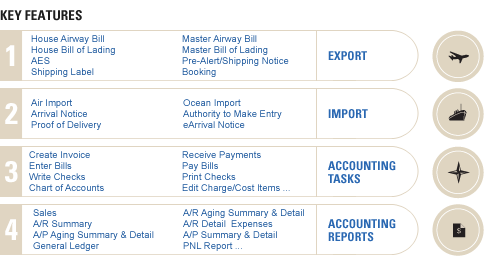 KEY FEATURES
1
House Airway Bill
House Bill of Lading
AES
Shipping Label
Master Airway Bill
Master Bill of Lading
Pre-Alert/Shipping Notice
Booking
EXPORT
2
Air Import
Arrival Notice
Proof of Delivery
Ocean Import
Authority to Make Entry
eArrival Notice
IMPORT
3
Create Invoice
Enter Bills
Write Checks
Chart of Accounts
Receive Payments
Pay Bills
Print Checks
Edit Charge/Cost Items ...
ACCOUNTING
TASKS
4
Sales
A/R Summary
A/P Aging Summary & Detail
General Ledger
A/R Aging Summary & Detail
A/R Detail Expenses
A/P Summary & Detail
PNL Report ...
ACCOUNTING
REPORTS
$